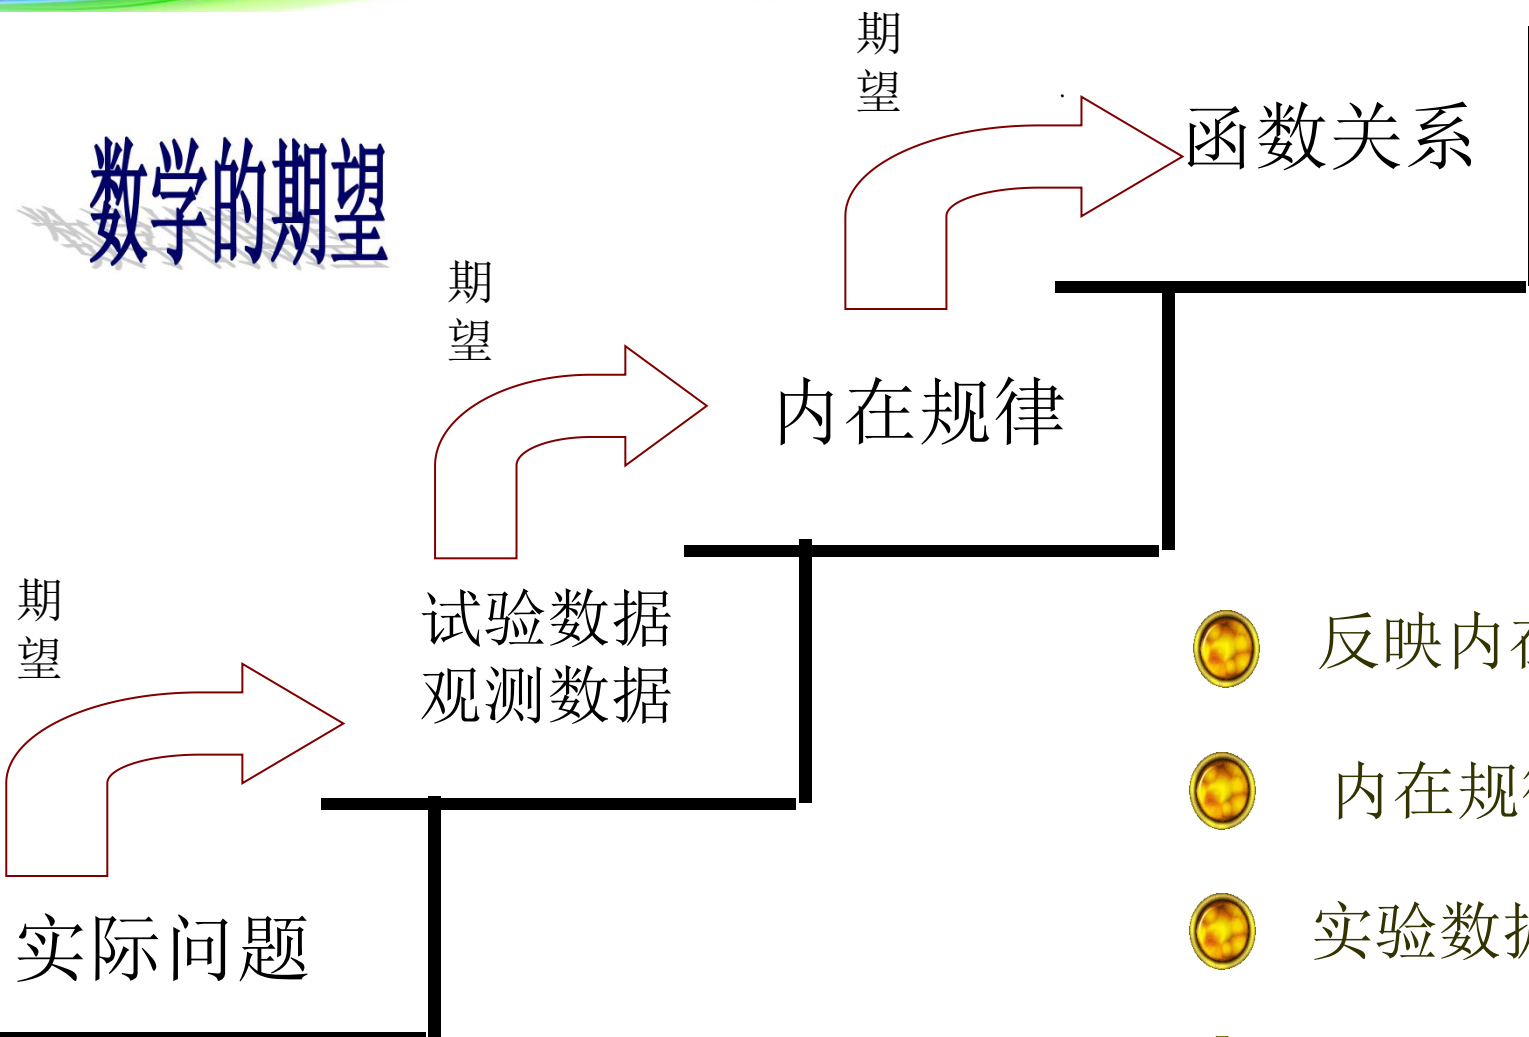 数学的期望
期
望
函数关系
期
望
内在规律
期
望
试验数据
观测数据
实际问题
反映内
内在规
实验数